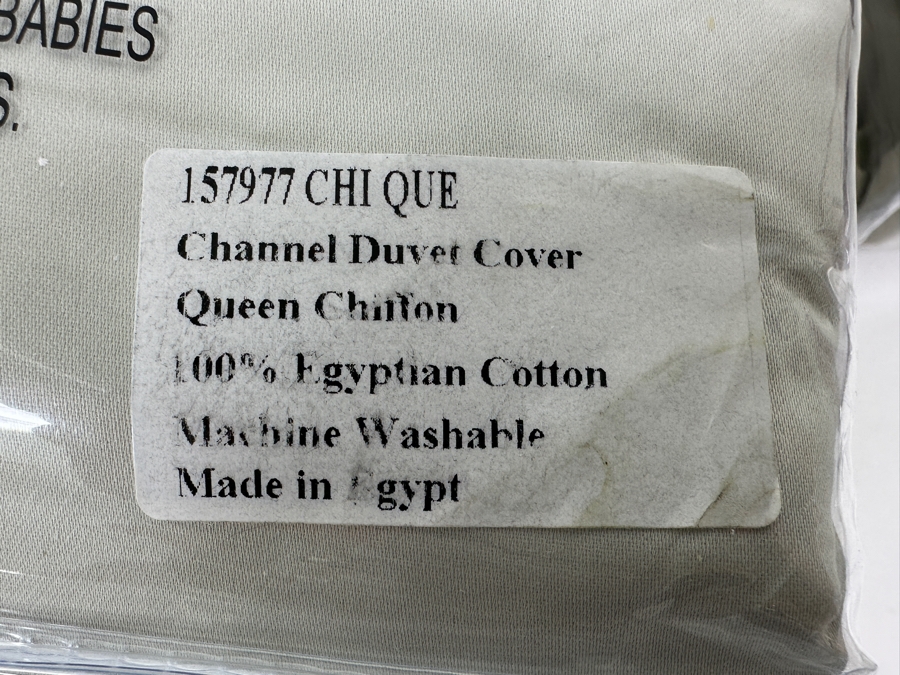 BABIES
S.
157977 CHI QUE
Channel Duvet Cover
Queen Chiffon
100% Egyptian Cotton
Machine Washable
Made in Egypt